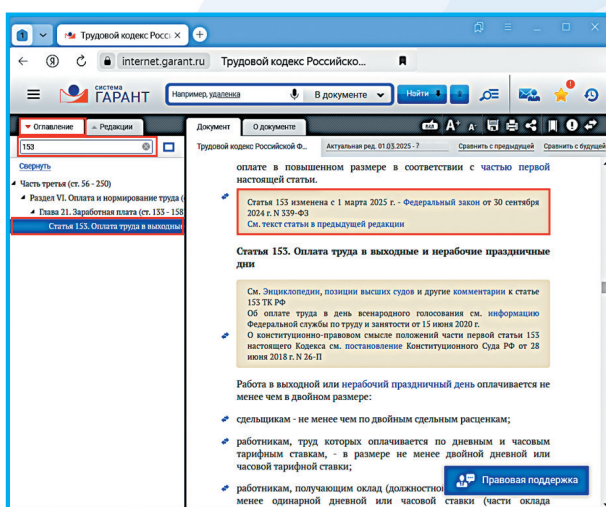 1
Трудовой кодекс Росс
internet.garant.ru Трудовой кодекс Российско...
система
ГАРАНТ
Например, удаленка
В документе
Найти
Оглавление
Редакции
Документ
О документе
153
Трудовой кодекс Российской Ф...
Актуальная ред. 01.03.2025 - ?
Сравнить с предыдущей
Сравнить с будущей
Свернуть
Часть третья (ст. 56 - 250)
Раздел VI. Оплата и нормирование труда (
Глава 21. Заработная плата (ст. 133 - 158
Статья 153. Оплата труда в выходные
оплате в повышенном размере в соответствии с частью первой
настоящей статьи.
Статья 153 изменена с 1 марта 2025 г. - Федеральный закон от 30 сентября
2024 г. N 339-ФЗ
См. текст статьи в предыдущей редакции
Статья 153. Оплата труда в выходные и нерабочие праздничные
дни
См. Энциклопедии, позиции высших судов и другие комментарии к статье
153 ТК РФ
Об оплате труда в день всенародного голосования см. информацию
Федеральной службы по труду и занятости от 15 июня 2020 г.
О конституционно-правовом смысле положений части первой статьи 153
настоящего Кодекса см. постановление Конституционного Суда РФ от 28
июня 2018 г. N 26-П
Работа в выходной или нерабочий праздничный день оплачивается не
менее чем в двойном размере:
сдельщикам - не менее чем по двойным сдельным расценкам;
работникам, труд которых оплачивается по дневным и часовым
тарифным ставкам, - в размере не менее двойной дневной или
часовой тарифной ставки;
работникам, получающим оклад (должностно
менее одинарной дневной или часовой ставки (части оклада
Правовая поддержка